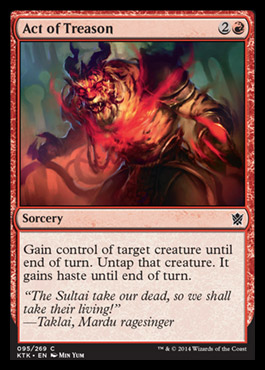 Act of Treason 2
Sorcery
Gain control of target creature until
end of turn. Untap that creature. It
gains haste until end of turn.
"The Sultai take our dead, so we shall
take their living!"
—Taklai, Mardu ragesinger
095/269 C
KTK • EN MIN YUM
™ & © 2014 Wizards of the Coast